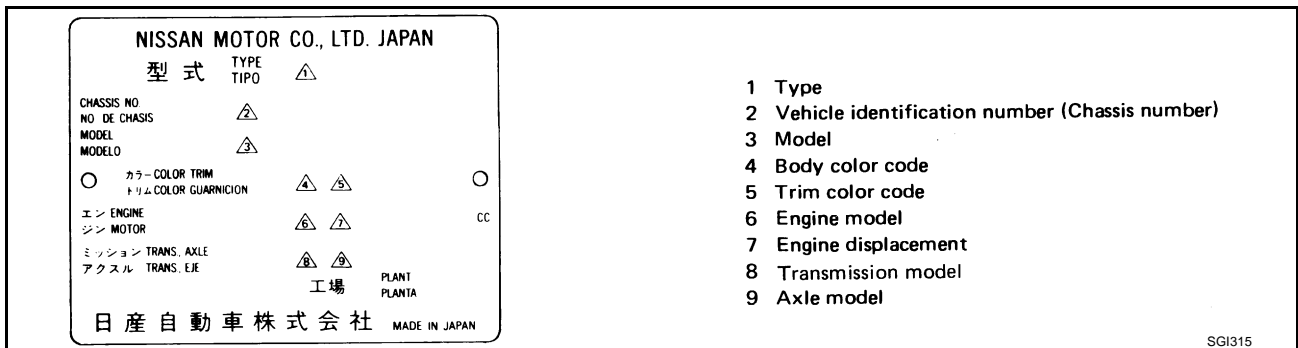 NISSAN MOTOR CO., LTD. JAPAN
型式 TYPE
TIPO 1
CHASSIS NO.
NO DE CHASIS 2
MODEL
MODELO 3
カラー COLOR TRIM
トリム COLOR GUARNICION 4 5
エン ENGINE
ジン MOTOR 6 7 CC
ミッション TRANS, AXLE
アクスル TRANS, EJE 8 9
工場 PLANT
PLANTA
日産自動車株式会社 MADE IN JAPAN
1 Type
2 Vehicle identification number (Chassis number)
3 Model
4 Body color code
5 Trim color code
6 Engine model
7 Engine displacement
8 Transmission model
9 Axle model
SGI315